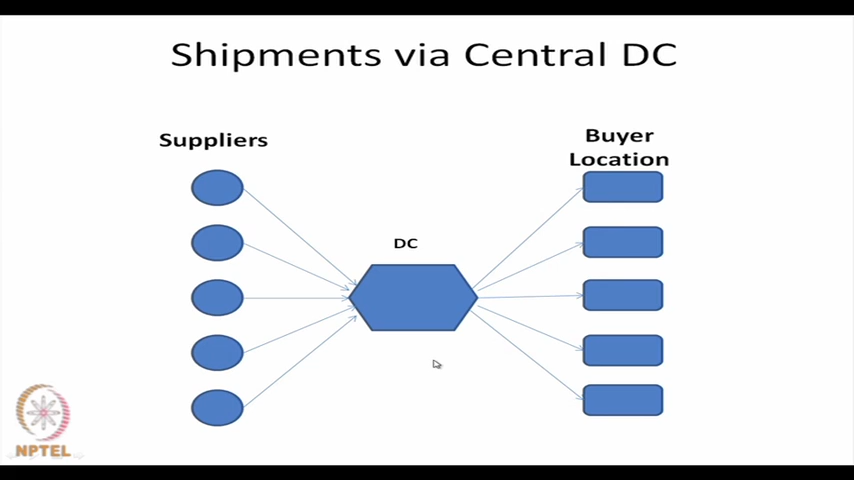 Shipments via Central DC
Suppliers
Buyer
Location
DC
NPTEL